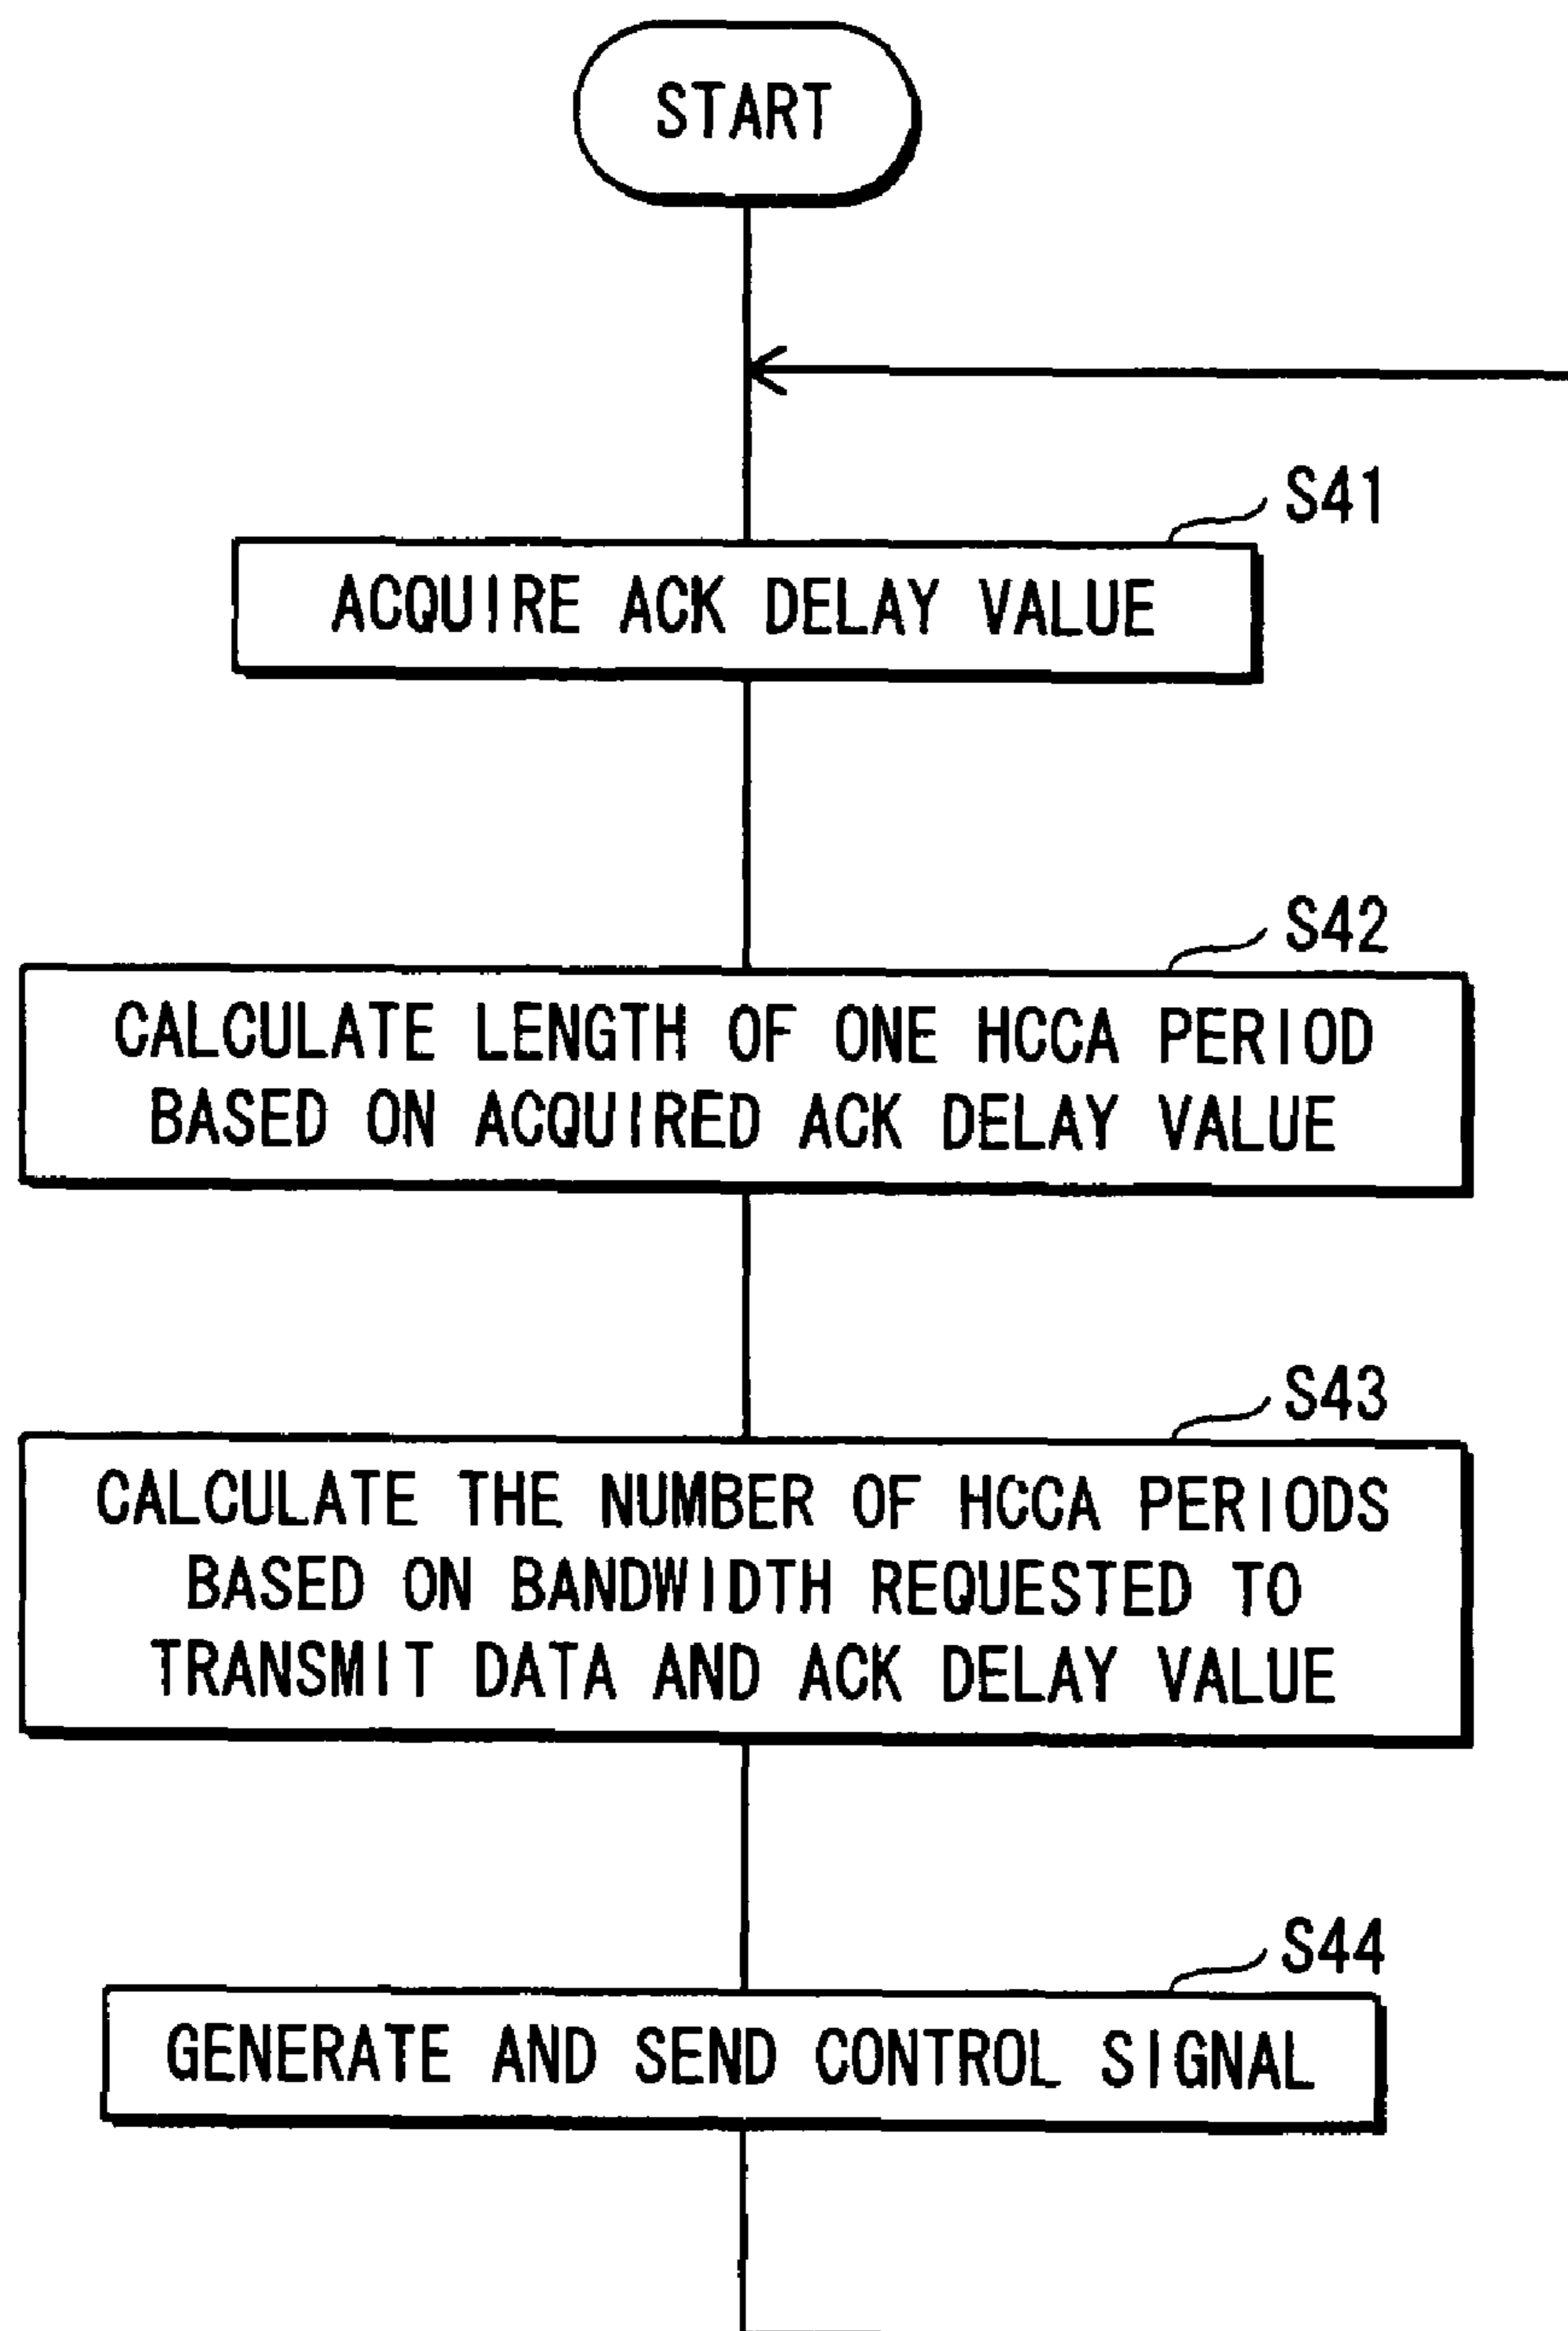 START
S41
ACQUIRE ACK DELAY VALUE
S42
CALCULATE LENGTH OF ONE HCCA PERIOD
BASED ON ACQUIRED ACK DELAY VALUE
S43
CALCULATE THE NUMBER OF HCCA PERIODS
BASED ON BANDWIDTH REQUESTED TO
TRANSMIT DATA AND ACK DELAY VALUE
S44
GENERATE AND SEND CONTROL SIGNAL